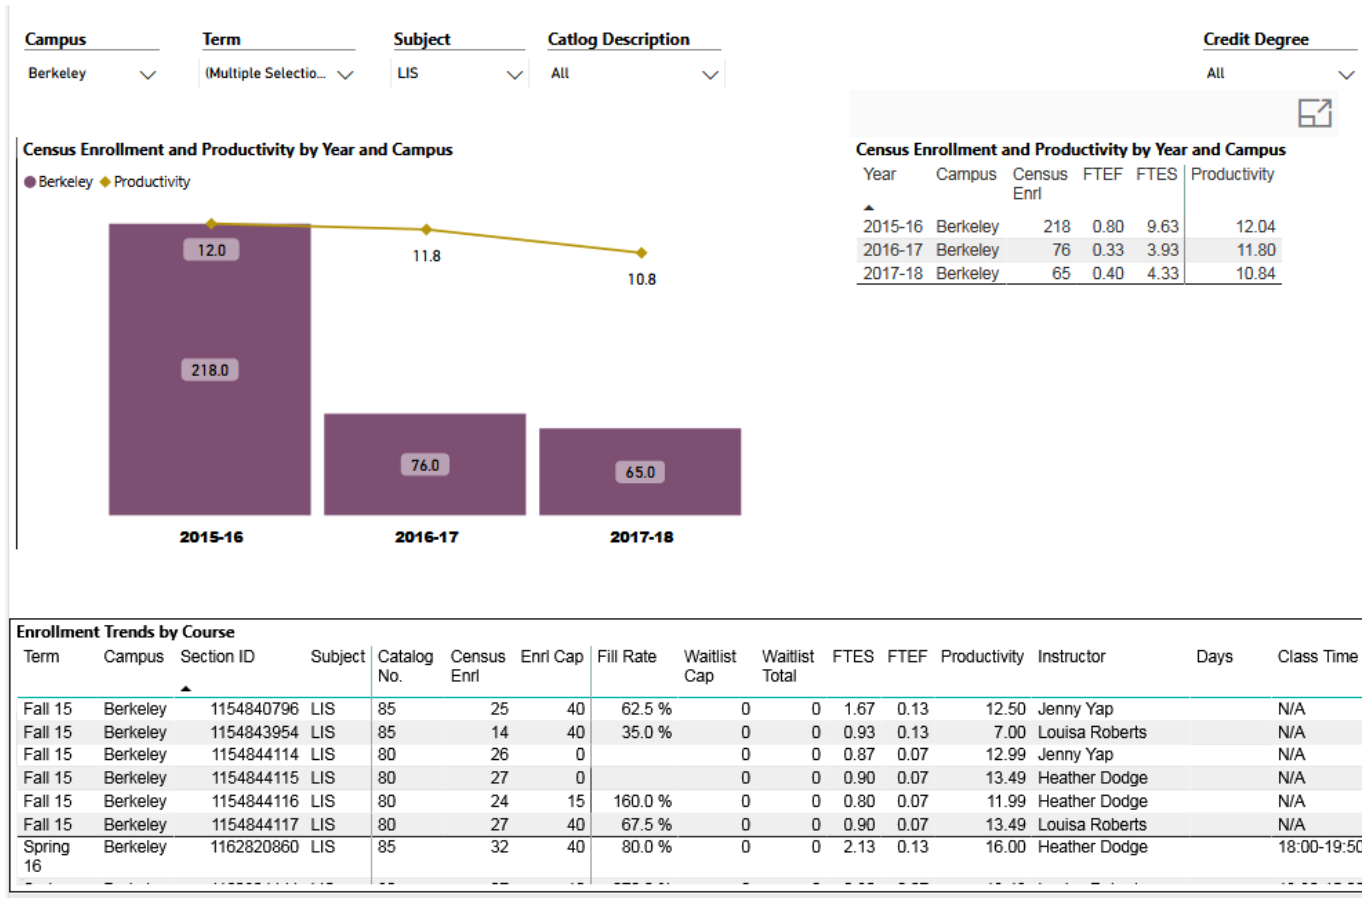 Campus Term Subject Catlog Description Credit Degree
Berkeley (Multiple Selectio... LIS All All
Census Enrollment and Productivity by Year and Campus
Berkeley Productivity
12.0
11.8
10.8
218.0
76.0
65.0
2015-16 2016-17 2017-18
Census Enrollment and Productivity by Year and Campus
Year Campus Census Enrl FTEF FTES Productivity
2015-16 Berkeley 218 0.80 9.63 12.04
2016-17 Berkeley 76 0.33 3.93 11.80
2017-18 Berkeley 65 0.40 4.33 10.84
Enrollment Trends by Course
Term Campus Section ID Subject Catalog No. Census Enrl Enrl Cap Fill Rate Waitlist Cap Waitlist Total FTES FTEF Productivity Instructor Days Class Time
Fall 15 Berkeley 1154840796 LIS 85 25 40 62.5 % 0 0 1.67 0.13 12.50 Jenny Yap N/A
Fall 15 Berkeley 1154843954 LIS 85 14 40 35.0 % 0 0 0.93 0.13 7.00 Louisa Roberts N/A
Fall 15 Berkeley 1154844114 LIS 80 26 0 0 0 0.87 0.07 12.99 Jenny Yap N/A
Fall 15 Berkeley 1154844115 LIS 80 27 0 0 0 0.90 0.07 13.49 Heather Dodge N/A
Fall 15 Berkeley 1154844116 LIS 80 24 15 160.0 % 0 0 0.80 0.07 11.99 Heather Dodge N/A
Fall 15 Berkeley 1154844117 LIS 80 27 40 67.5 % 0 0 0.90 0.07 13.49 Louisa Roberts N/A
Spring 16 Berkeley 1162820860 LIS 85 32 40 80.0 % 0 0 2.13 0.13 16.00 Heather Dodge 18:00-19:50